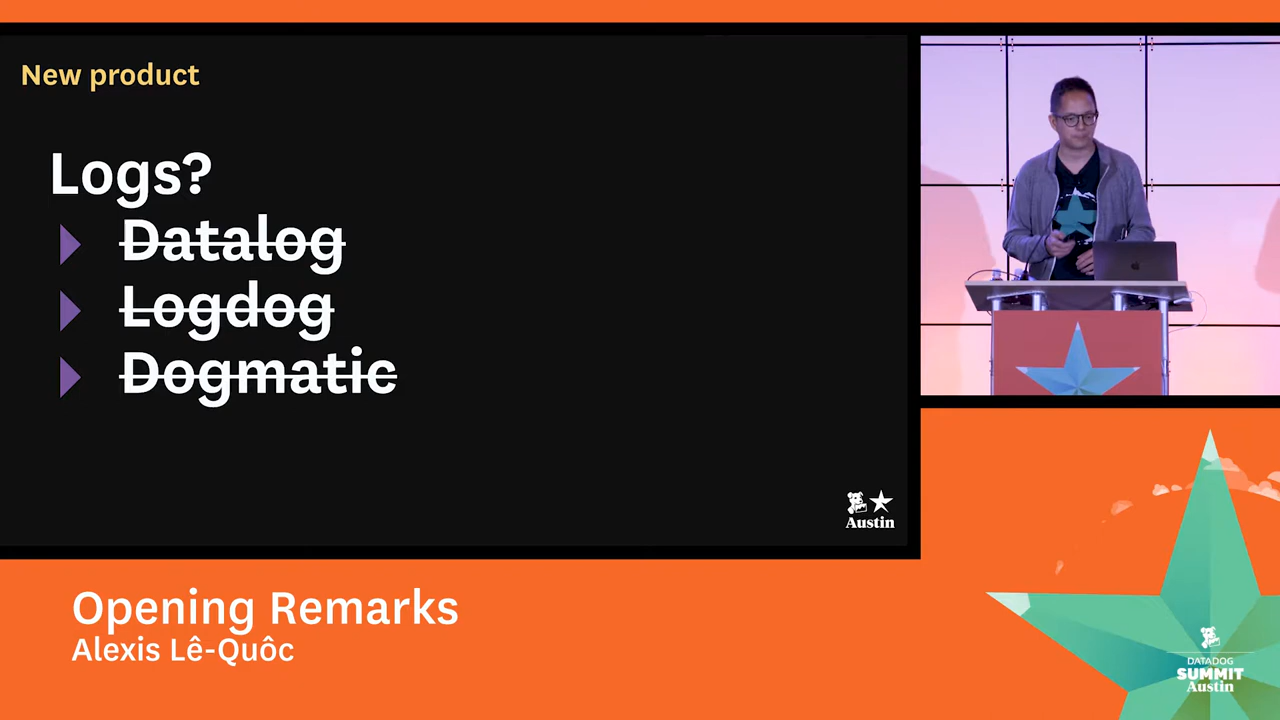 New product
Logs?
Datalog
Logdog
Dogmatic
Austin
Opening Remarks
Alexis Lê-Quôc
DATADOG
SUMMIT
Austin